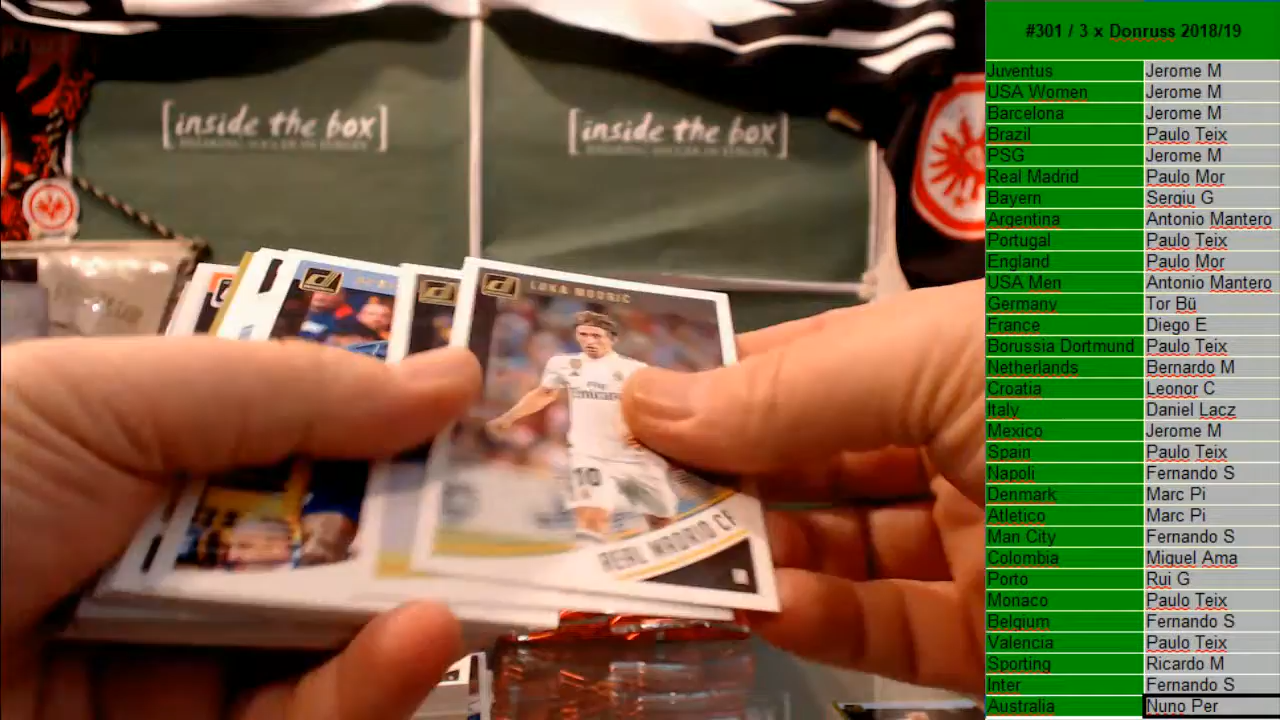 [inside the box]
[inside the box]
LUKA MODRIC
10
REAL MADRID CF
#301 / 3 x Donruss 2018/19
Juventus Jerome M
USA Women Jerome M
Barcelona Jerome M
Brazil Paulo Teix
PSG Jerome M
Real Madrid Paulo Mor
Bayern Sergiu G
Argentina Antonio Mantero
Portugal Paulo Teix
England Paulo Mor
USA Men Antonio Mantero
Germany Tor Bü
France Diego E
Borussia Dortmund Paulo Teix
Netherlands Bernardo M
Croatia Leonor C
Italy Daniel Lacz
Mexico Jerome M
Spain Paulo Teix
Napoli Fernando S
Denmark Marc Pi
Atletico Marc Pi
Man City Fernando S
Colombia Miguel Ama
Porto Rui G
Monaco Paulo Teix
Belgium Fernando S
Valencia Paulo Teix
Sporting Ricardo M
Inter Fernando S
Australia Nuno Per